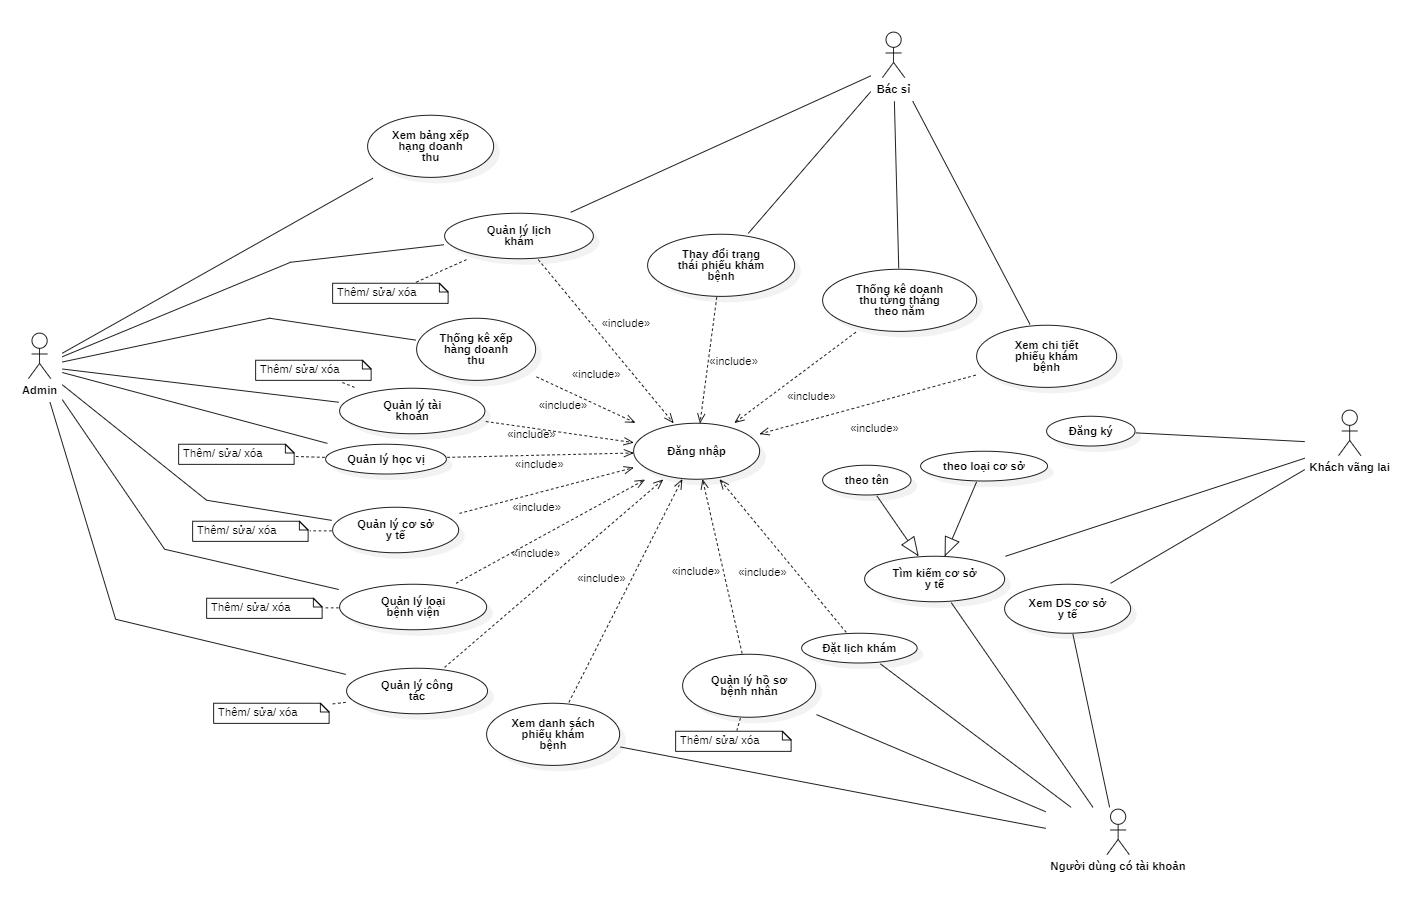 Bác sỉ
Xem bảng xếp
hạng doanh
thu
Quản lý lịch
khám
Thêm/ sửa/ xóa
Thay đổi trạng
thái phiếu khám
bệnh
Thống kê doanh
thu từng tháng
theo năm
Xem chi tiết
phiếu khám
bệnh
«include»
Thống kê xếp
hàng doanh
thu
Admin
Thêm/ sửa/ xóa
«include»
«include»
«include»
Quản lý tài
khoản
«include»
«include»
«include»
Đăng ký
Khách vãng lai
Thêm/ sửa/ xóa
Quản lý học vị
Đăng nhập
«include»
theo tên
theo loại cơ sở
Thêm/ sửa/ xóa
Quản lý cơ sở
y tế
«include»
«include»
«include»
«include»
«include»
Tìm kiếm cơ sở
y tế
Thêm/ sửa/ xóa
Quản lý loại
bệnh viện
Xem DS cơ sở
y tế
Đặt lịch khám
Quản lý công
tác
Quản lý hồ sơ
bệnh nhân
Thêm/ sửa/ xóa
Xem danh sách
phiếu khám
bệnh
Thêm/ sửa/ xóa
Người dùng có tài khoản